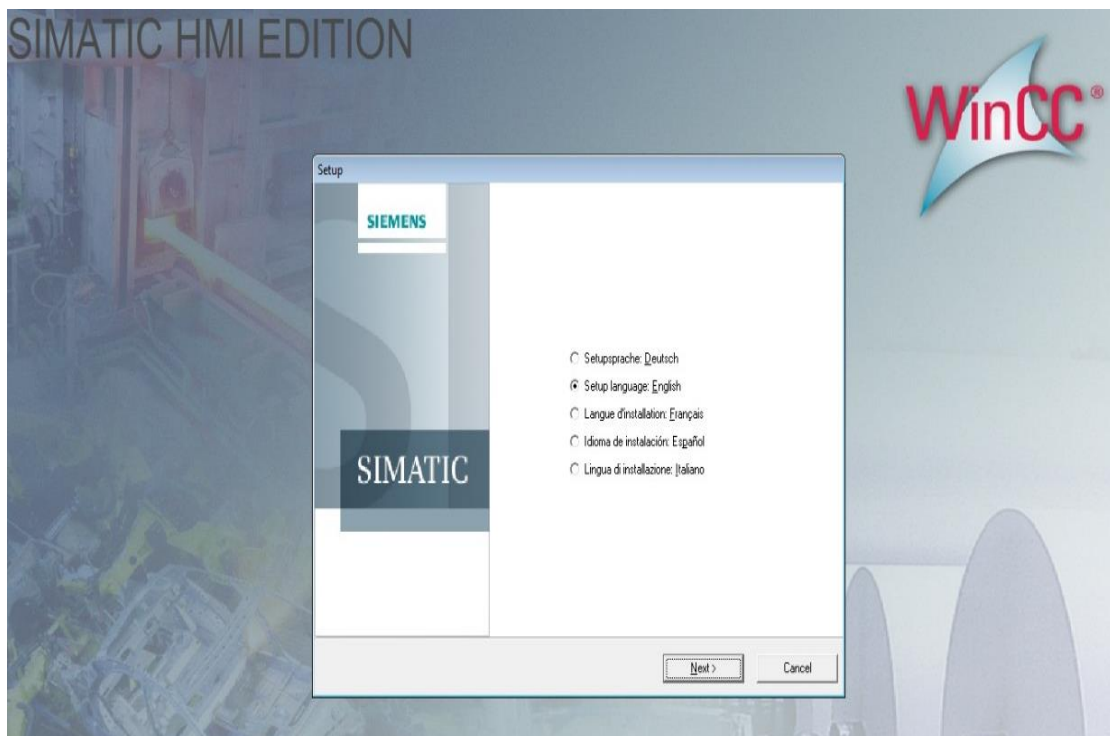 SIMATIC HMI EDITION
WinCC®
Setup
SIEMENS
Setupsprache: Deutsch
Setup language: English
Langue d'installation: Français
Idioma de instalación: Español
Lingua di installazione: Italiano
SIMATIC
Next >
Cancel